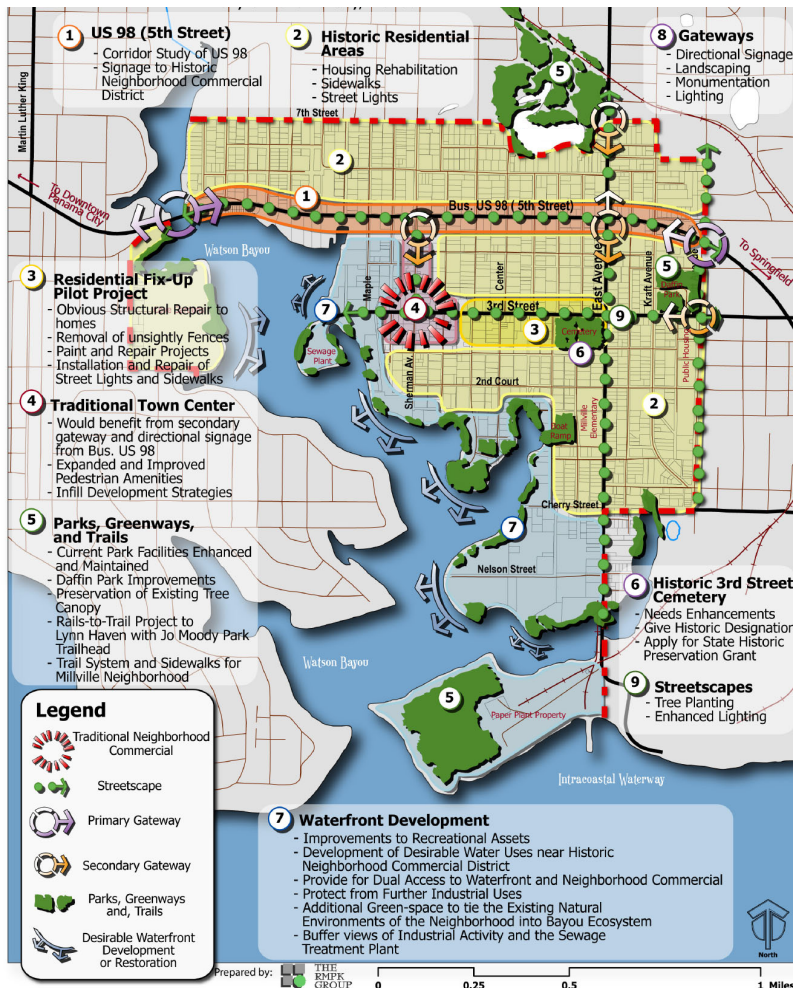 1 US 98 (5th Street)
- Corridor Study of US 98
- Signage to Historic
Neighborhood Commercial
District
2 Historic Residential
Areas
- Housing Rehabilitation
- Sidewalks
- Street Lights
8 Gateways
- Directional Signage
- Landscaping
- Monumentation
- Lighting
Martin Luther King
7th Street
5
2
1
Bus. US 98 ( 5th Street)
To Downtown
Panama City
To Springfield
Watson Bayou
Maple
Center
East Avenue
Kraft Avenue
5
3rd Street
7
4
3
9
Cemetery
6
Sewage
Plant
Sherman Av.
2nd Court
Boat
Ramp
Millville
Elementary
Public Housing
2
Cherry Street
7
Nelson Street
3 Residential Fix-Up
Pilot Project
- Obvious Structural Repair to
homes
- Removal of unsightly Fences
- Paint and Repair Projects
- Installation and Repair of
Street Lights and Sidewalks
4 Traditional Town Center
- Would benefit from secondary
gateway and directional signage
from Bus. US 98
- Expanded and Improved
Pedestrian Amenities
- Infill Development Strategies
5 Parks, Greenways,
and Trails
- Current Park Facilities Enhanced
and Maintained
- Daffin Park Improvements
- Preservation of Existing Tree
Canopy
- Rails-to-Trail Project to
Lynn Haven with Jo Moody Park
Trailhead
- Trail System and Sidewalks for
Millville Neighborhood
6 Historic 3rd Street
Cemetery
- Needs Enhancements
- Give Historic Designation
- Apply for State Historic
Preservation Grant
9 Streetscapes
- Tree Planting
- Enhanced Lighting
Watson Bayou
5
Paper Plant Property
Intracoastal Waterway
Legend
Traditional Neighborhood
Commercial
Streetscape
Primary Gateway
Secondary Gateway
Parks, Greenways
and, Trails
Desirable Waterfront
Development
or Restoration
7 Waterfront Development
- Improvements to Recreational Assets
- Development of Desirable Water Uses near Historic
Neighborhood Commercial District
- Provide for Dual Access to Waterfront and Neighborhood Commercial
- Protect from Further Industrial Uses
- Additional Green-space to tie the Existing Natural
Environments of the Neighborhood into Bayou Ecosystem
- Buffer views of Industrial Activity and the Sewage
Treatment Plant
North
Prepared by:
THE
RMPK
GROUP
0 0.25 0.5 1 Miles